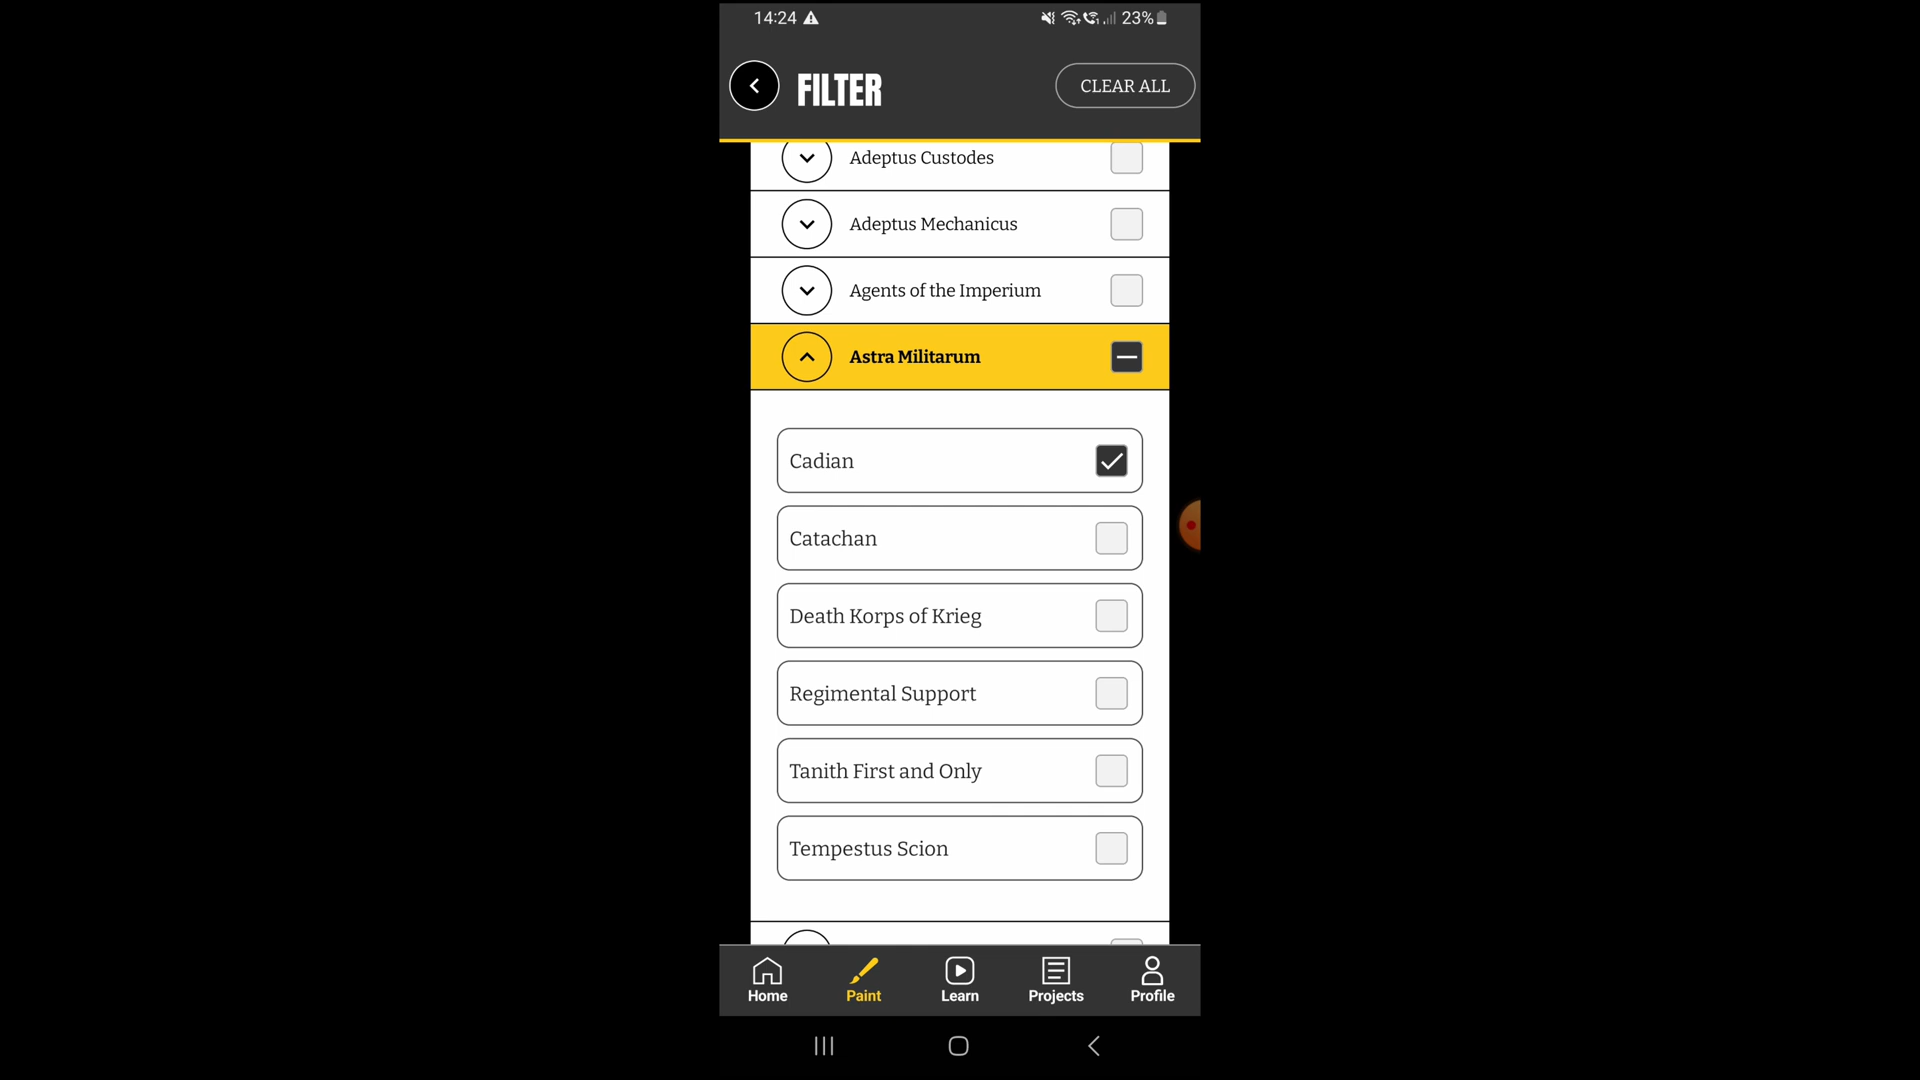 14:24 23%
FILTER
CLEAR ALL
Adeptus Custodes
Adeptus Mechanicus
Agents of the Imperium
Astra Militarum
Cadian
Catachan
Death Korps of Krieg
Regimental Support
Tanith First and Only
Tempestus Scion
Home Paint Learn Projects Profile